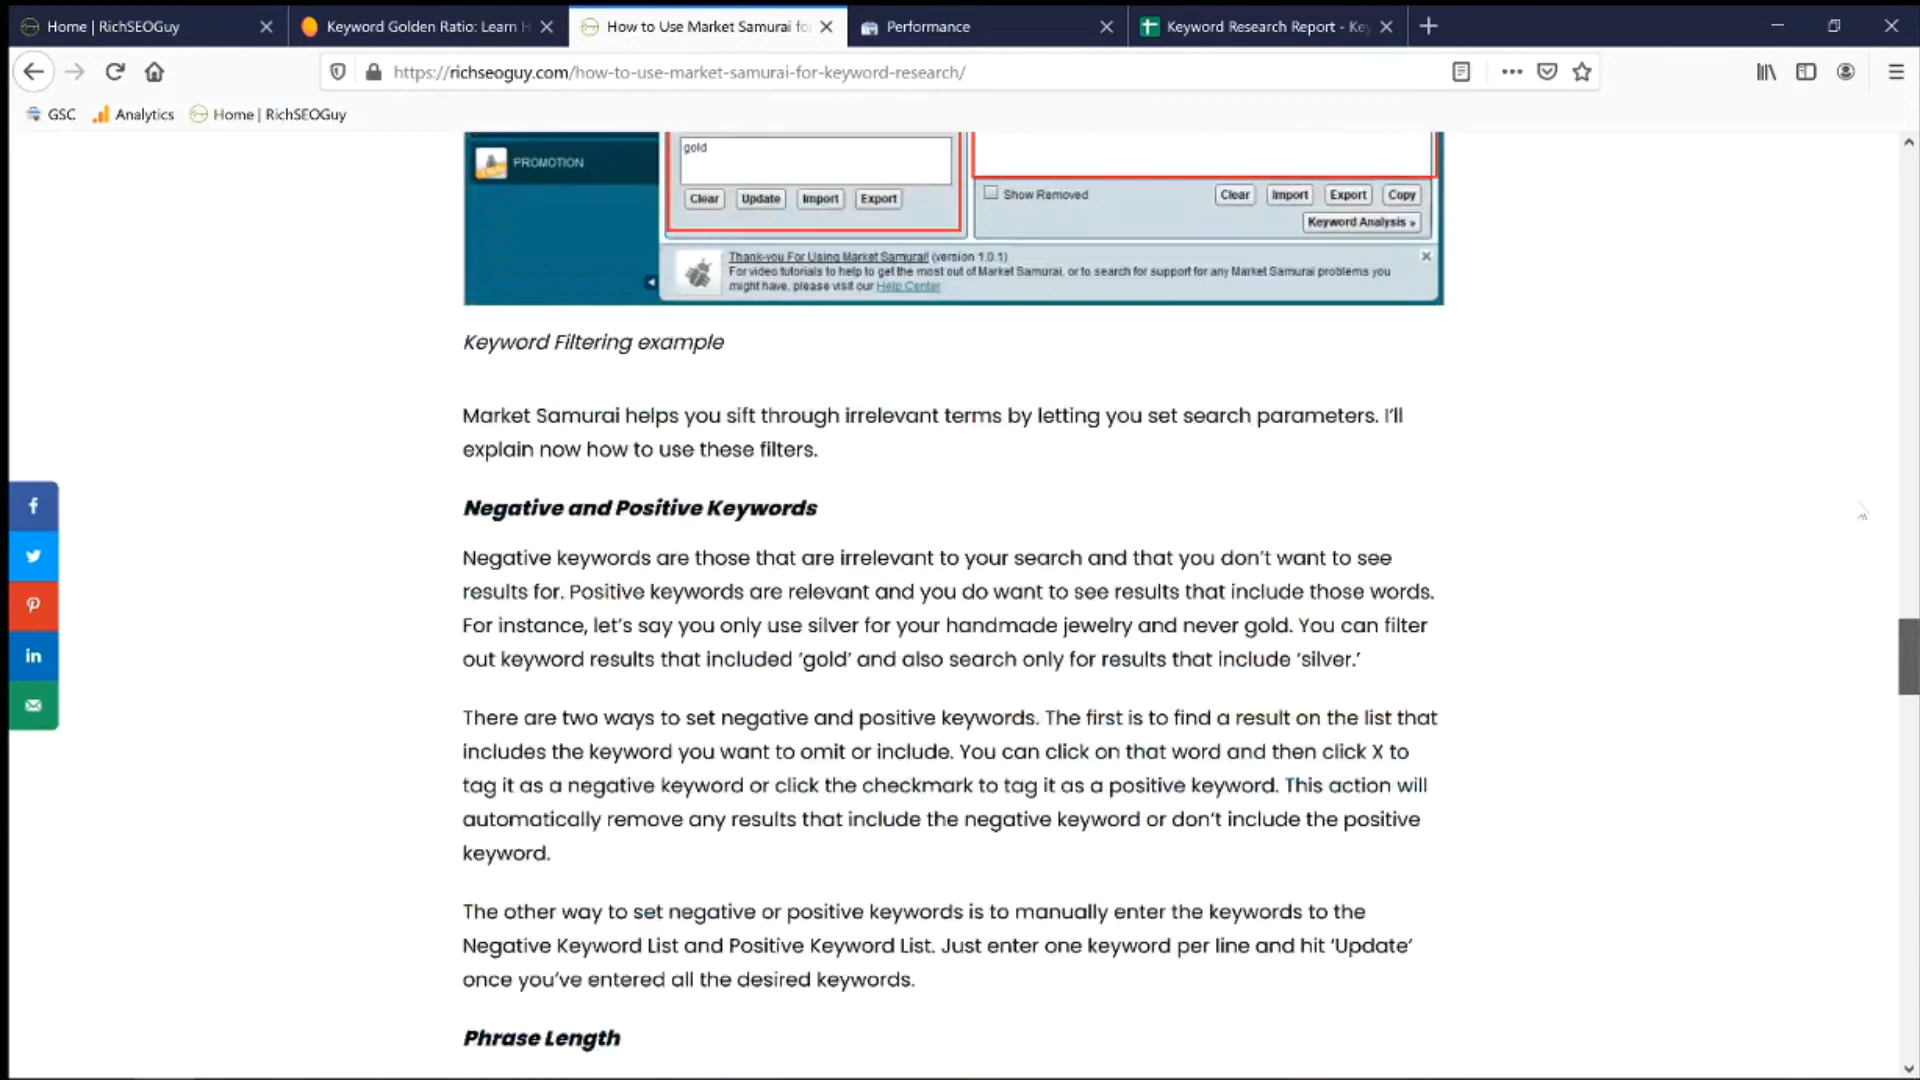 Home | RichSEOGuy
Keyword Golden Ratio: Learn H
How to Use Market Samurai fo
Performance
Keyword Research Report - Key
https://richseoguy.com/how-to-use-market-samurai-for-keyword-research/
GSC
Analytics
Home | RichSEOGuy
PROMOTION
gold
Clear
Update
Import
Export
Show Removed
Clear
Import
Export
Copy
Keyword Analysis »
Thank-you For Using Market Samurai! (version 1.0.1)
For video tutorials to help to get the most out of Market Samurai, or to search for support for any Market Samurai problems you
might have, please visit our Help Center
Keyword Filtering example
Market Samurai helps you sift through irrelevant terms by letting you set search parameters. I'll
explain now how to use these filters.
Negative and Positive Keywords
Negative keywords are those that are irrelevant to your search and that you don't want to see
results for. Positive keywords are relevant and you do want to see results that include those words.
For instance, let's say you only use silver for your handmade jewelry and never gold. You can filter
out keyword results that included 'gold' and also search only for results that include 'silver.'
There are two ways to set negative and positive keywords. The first is to find a result on the list that
includes the keyword you want to omit or include. You can click on that word and then click X to
tag it as a negative keyword or click the checkmark to tag it as a positive keyword. This action will
automatically remove any results that include the negative keyword or don't include the positive
keyword.
The other way to set negative or positive keywords is to manually enter the keywords to the
Negative Keyword List and Positive Keyword List. Just enter one keyword per line and hit 'Update'
once you've entered all the desired keywords.
Phrase Length